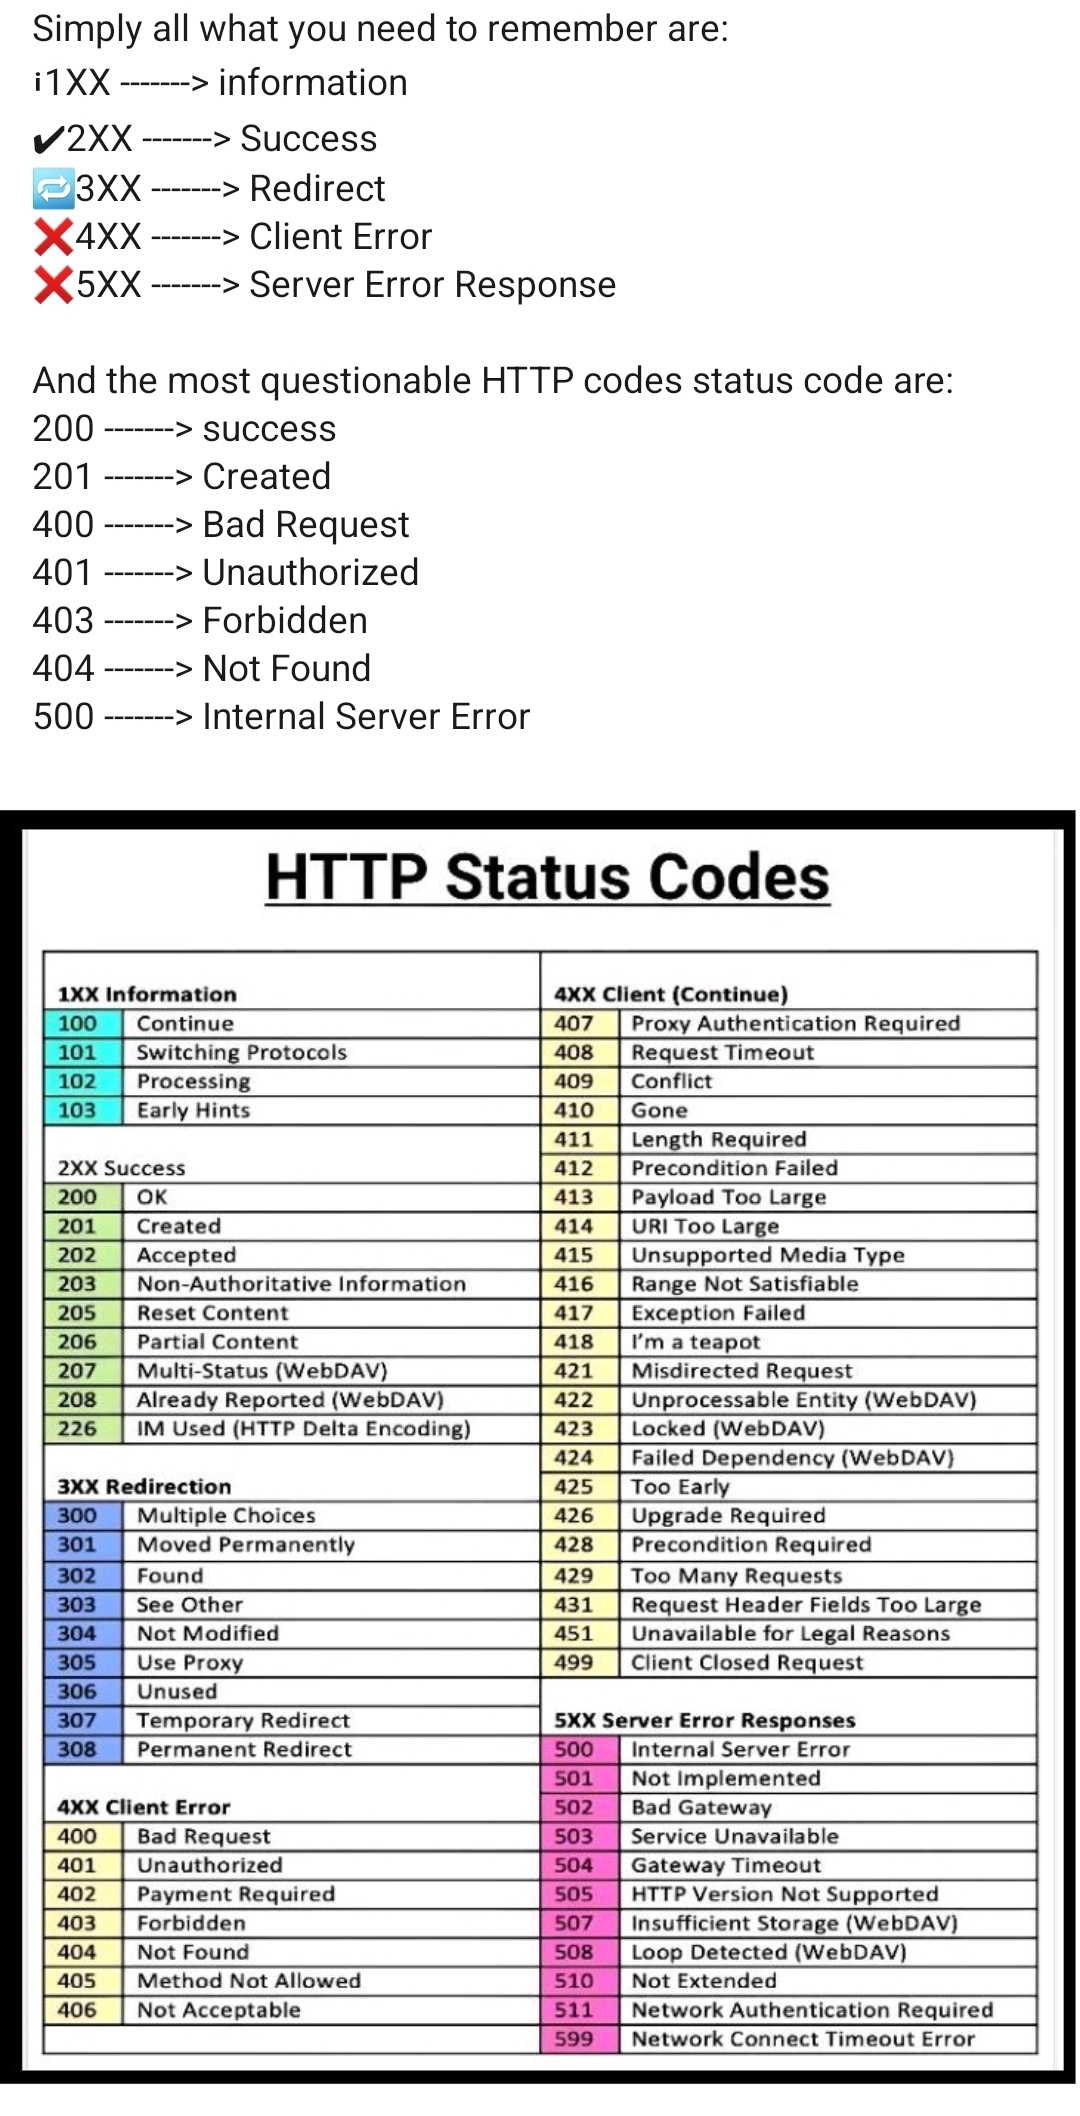 Simply all what you need to remember are:
ℹ1XX -------> information
✔2XX -------> Success
🔁3XX -------> Redirect
❌4XX -------> Client Error
❌5XX -------> Server Error Response
And the most questionable HTTP codes status code are:
200 -------> success
201 -------> Created
400 -------> Bad Request
401 -------> Unauthorized
403 -------> Forbidden
404 -------> Not Found
500 -------> Internal Server Error
HTTP Status Codes
1XX Information
100 Continue
101 Switching Protocols
102 Processing
103 Early Hints
2XX Success
200 OK
201 Created
202 Accepted
203 Non-Authoritative Information
205 Reset Content
206 Partial Content
207 Multi-Status (WebDAV)
208 Already Reported (WebDAV)
226 IM Used (HTTP Delta Encoding)
3XX Redirection
300 Multiple Choices
301 Moved Permanently
302 Found
303 See Other
304 Not Modified
305 Use Proxy
306 Unused
307 Temporary Redirect
308 Permanent Redirect
4XX Client Error
400 Bad Request
401 Unauthorized
402 Payment Required
403 Forbidden
404 Not Found
405 Method Not Allowed
406 Not Acceptable
4XX Client (Continue)
407 Proxy Authentication Required
408 Request Timeout
409 Conflict
410 Gone
411 Length Required
412 Precondition Failed
413 Payload Too Large
414 URI Too Large
415 Unsupported Media Type
416 Range Not Satisfiable
417 Exception Failed
418 I'm a teapot
421 Misdirected Request
422 Unprocessable Entity (WebDAV)
423 Locked (WebDAV)
424 Failed Dependency (WebDAV)
425 Too Early
426 Upgrade Required
428 Precondition Required
429 Too Many Requests
431 Request Header Fields Too Large
451 Unavailable for Legal Reasons
499 Client Closed Request
5XX Server Error Responses
500 Internal Server Error
501 Not Implemented
502 Bad Gateway
503 Service Unavailable
504 Gateway Timeout
505 HTTP Version Not Supported
507 Insufficient Storage (WebDAV)
508 Loop Detected (WebDAV)
510 Not Extended
511 Network Authentication Required
599 Network Connect Timeout Error